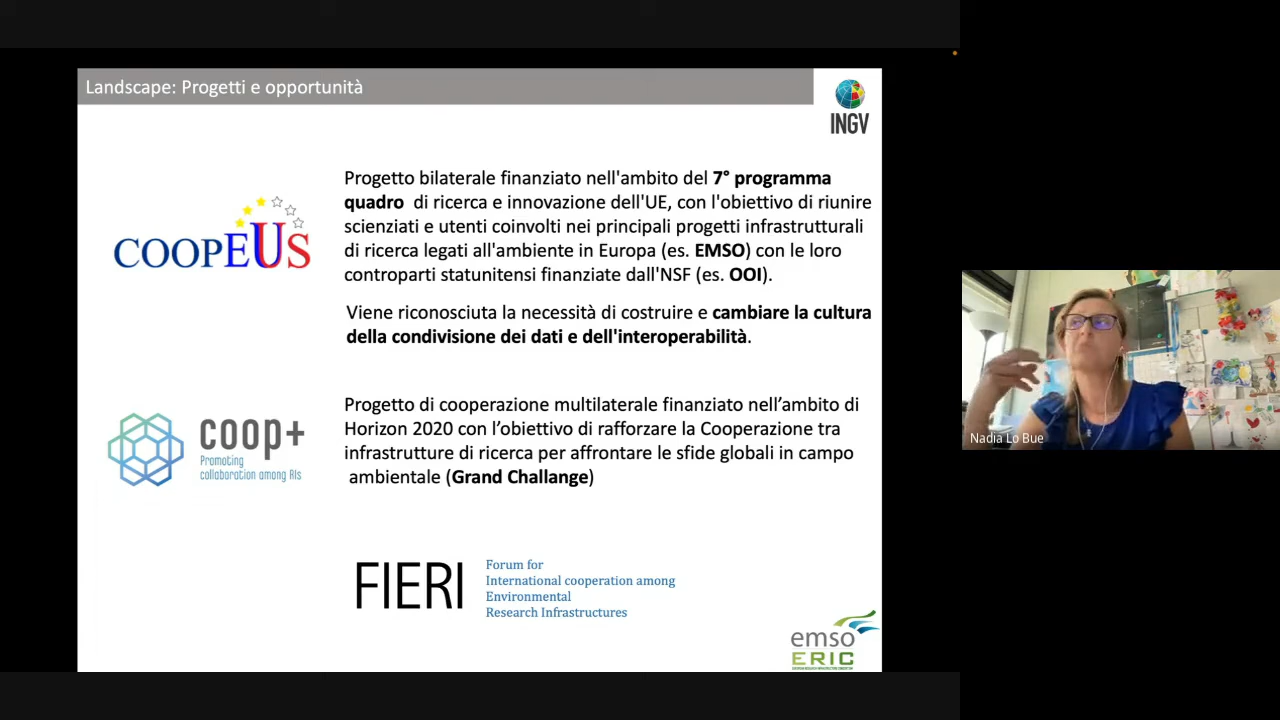 Landscape: Progetti e opportunità
INGV
Progetto bilaterale finanziato nell'ambito del 7° programma
quadro di ricerca e innovazione dell'UE, con l'obiettivo di riunire
scienziati e utenti coinvolti nei principali progetti infrastrutturali
di ricerca legati all'ambiente in Europa (es. EMSO) con le loro
controparti statunitensi finanziate dall'NSF (es. OOI).
COOPEUS
Viene riconosciuta la necessità di costruire e cambiare la cultura
della condivisione dei dati e dell'interoperabilità.
Progetto di cooperazione multilaterale finanziato nell’ambito di
Horizon 2020 con l’obiettivo di rafforzare la Cooperazione tra
infrastrutture di ricerca per affrontare le sfide globali in campo
ambientale (Grand Challange)
coop+
Promoting
collaboration among RIs
FIERI
Forum for
International cooperation among
Environmental
Research Infrastructures
emso
ERIC
Nadia Lo Bue